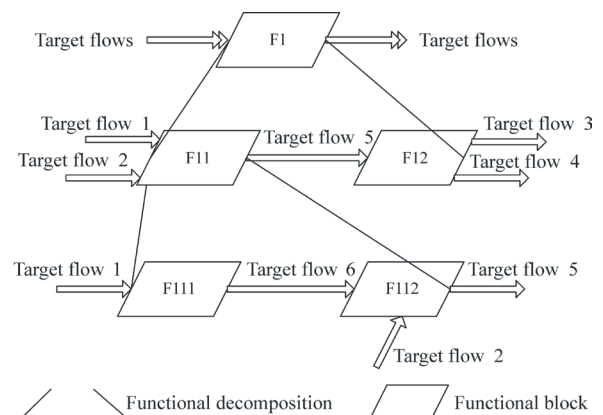 Target flows
F1
Target flows
Target flow 1
Target flow 2
F11
Target flow 5
F12
Target flow 3
Target flow 4
Target flow 1
F111
Target flow 6
F112
Target flow 5
Target flow 2
Functional decomposition
Functional block